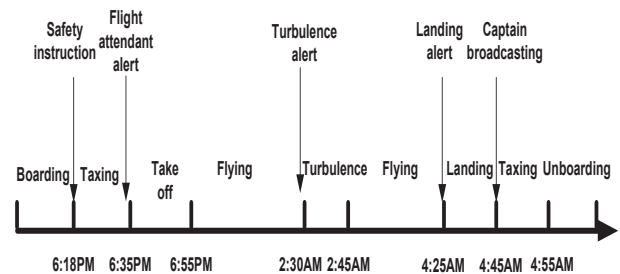 Safety
instruction
Flight
attendant
alert
Turbulence
alert
Landing
alert
Captain
broadcasting
Boarding
Taxing
Take
off
Flying
Turbulence
Flying
Landing
Taxing
Unboarding
6:18PM
6:35PM
6:55PM
2:30AM
2:45AM
4:25AM
4:45AM
4:55AM